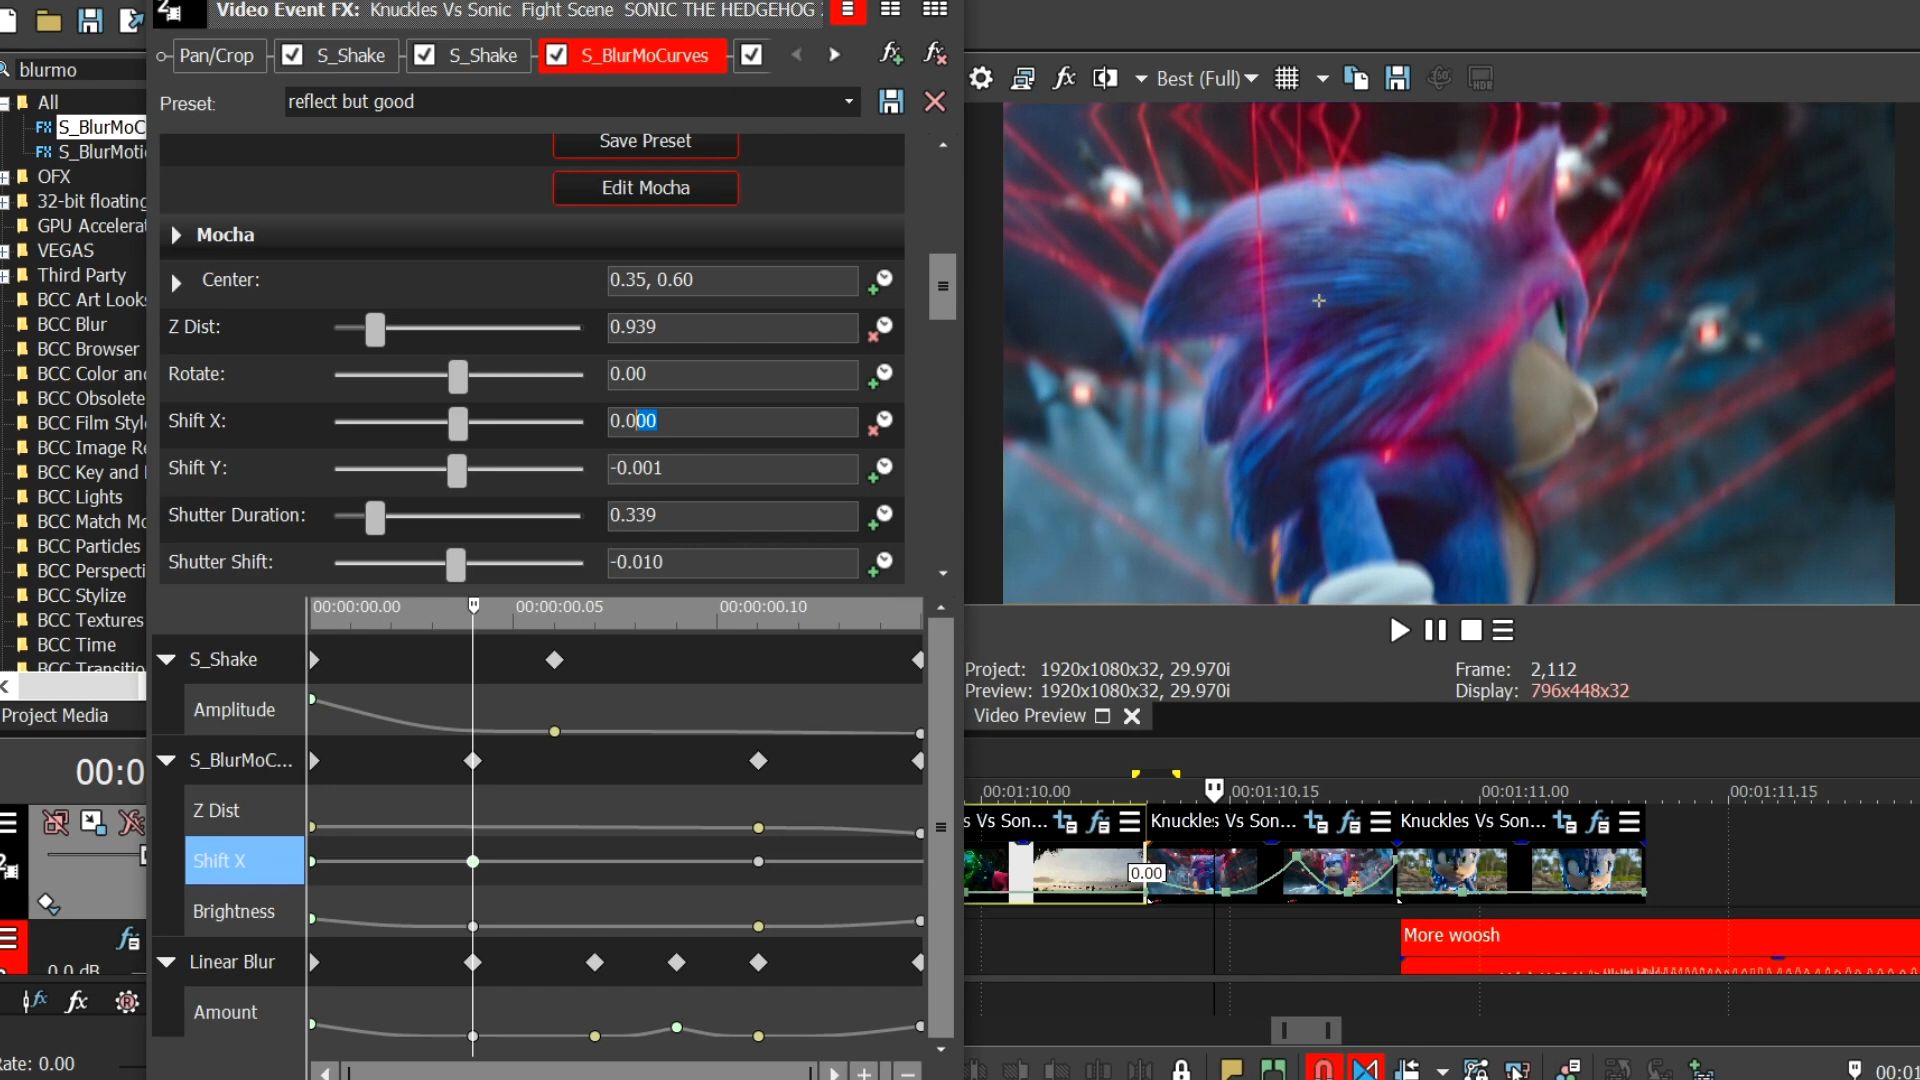 Video Event FX: Knuckles Vs Sonic Fight Scene SONIC THE HEDGEHOG
Pan/Crop
S_Shake
S_Shake
S_BlurMoCurves
blurmo
Preset:
reflect but good
Best (Full)
All
FX S_BlurMoC
FX S_BlurMoti
OFX
32-bit floating
GPU Accelerat
VEGAS
Third Party
BCC Art Looks
BCC Blur
BCC Browser
BCC Color and
BCC Obsolete
BCC Film Styl
BCC Image Re
BCC Key and
BCC Lights
BCC Match Mo
BCC Particles
BCC Perspecti
BCC Stylize
BCC Textures
BCC Time
BCC Transitio
Project Media
Save Preset
Edit Mocha
Mocha
Center:
0.35, 0.60
Z Dist:
0.939
Rotate:
0.00
Shift X:
0.000
Shift Y:
-0.001
Shutter Duration:
0.339
Shutter Shift:
-0.010
00:00:00.00
00:00:00.05
00:00:00.10
S_Shake
Amplitude
S_BlurMoC...
Z Dist
Shift X
Brightness
Linear Blur
Amount
00:0
0.0 dB
ate: 0.00
Project: 1920x1080x32, 29.970i
Frame: 2,112
Preview: 1920x1080x32, 29.970i
Display: 796x448x32
Video Preview
00:01:10.00
00:01:10.15
00:01:11.00
00:01:11.15
s Vs Son...
Knuckles Vs Son...
Knuckles Vs Son...
0.00
More woosh
00:01